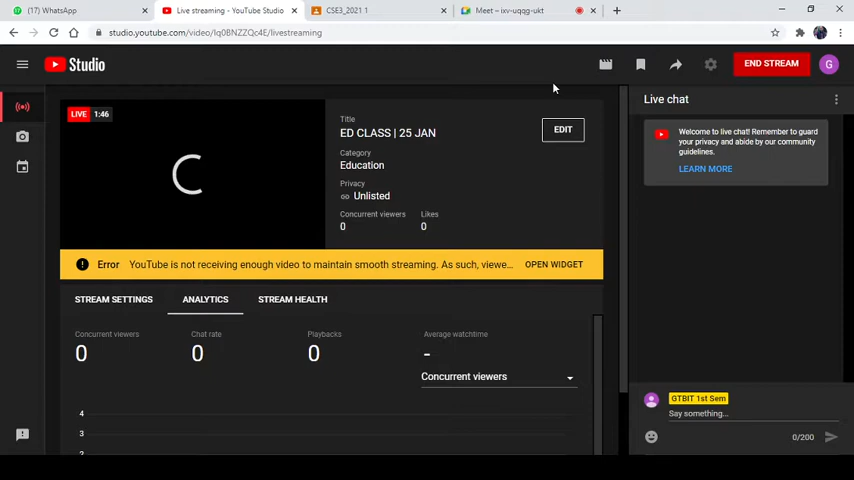 (17) WhatsApp
Live streaming - YouTube Studio
CSE3_2021 1
Meet – ixv-uqqg-ukt
studio.youtube.com/video/Iq0BNZZQc4E/livestreaming
Studio
END STREAM
G
LIVE 1:46
Title
ED CLASS | 25 JAN
EDIT
Category
Education
Privacy
Unlisted
Concurrent viewers
Likes
0
0
Live chat
Welcome to live chat! Remember to guard
your privacy and abide by our community
guidelines.
LEARN MORE
Error YouTube is not receiving enough video to maintain smooth streaming. As such, viewe... OPEN WIDGET
STREAM SETTINGS
ANALYTICS
STREAM HEALTH
Concurrent viewers
Chat rate
Playbacks
Average watchtime
0
0
0
-
Concurrent viewers
4
3
2
GTBIT 1st Sem
Say something...
0/200